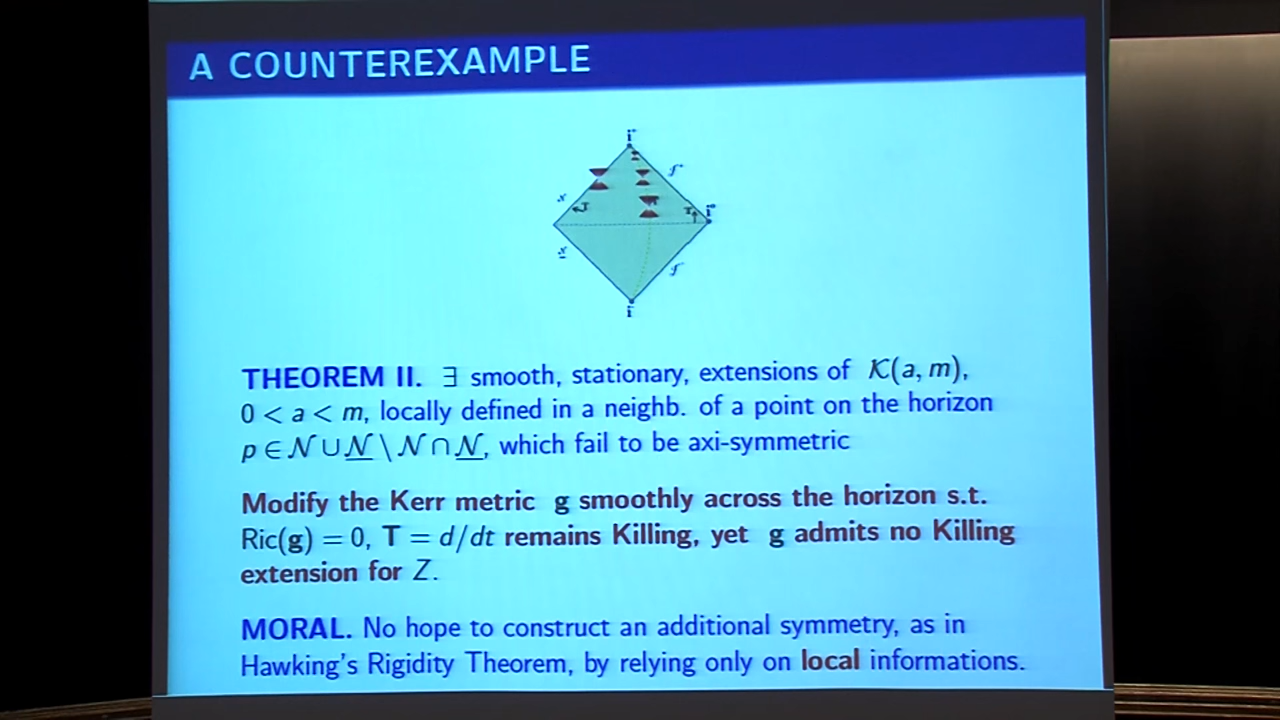 A COUNTEREXAMPLE
THEOREM II. ∃ smooth, stationary, extensions of 𝒦(a, m),
0 < a < m, locally defined in a neighb. of a point on the horizon
p ∈ 𝒩 ∪ <u>𝒩</u> \ 𝒩 ∩ <u>𝒩</u>, which fail to be axi-symmetric
Modify the Kerr metric g smoothly across the horizon s.t.
Ric(g) = 0, T = d/dt remains Killing, yet g admits no Killing
extension for Z.
MORAL. No hope to construct an additional symmetry, as in
Hawking's Rigidity Theorem, by relying only on local informations.